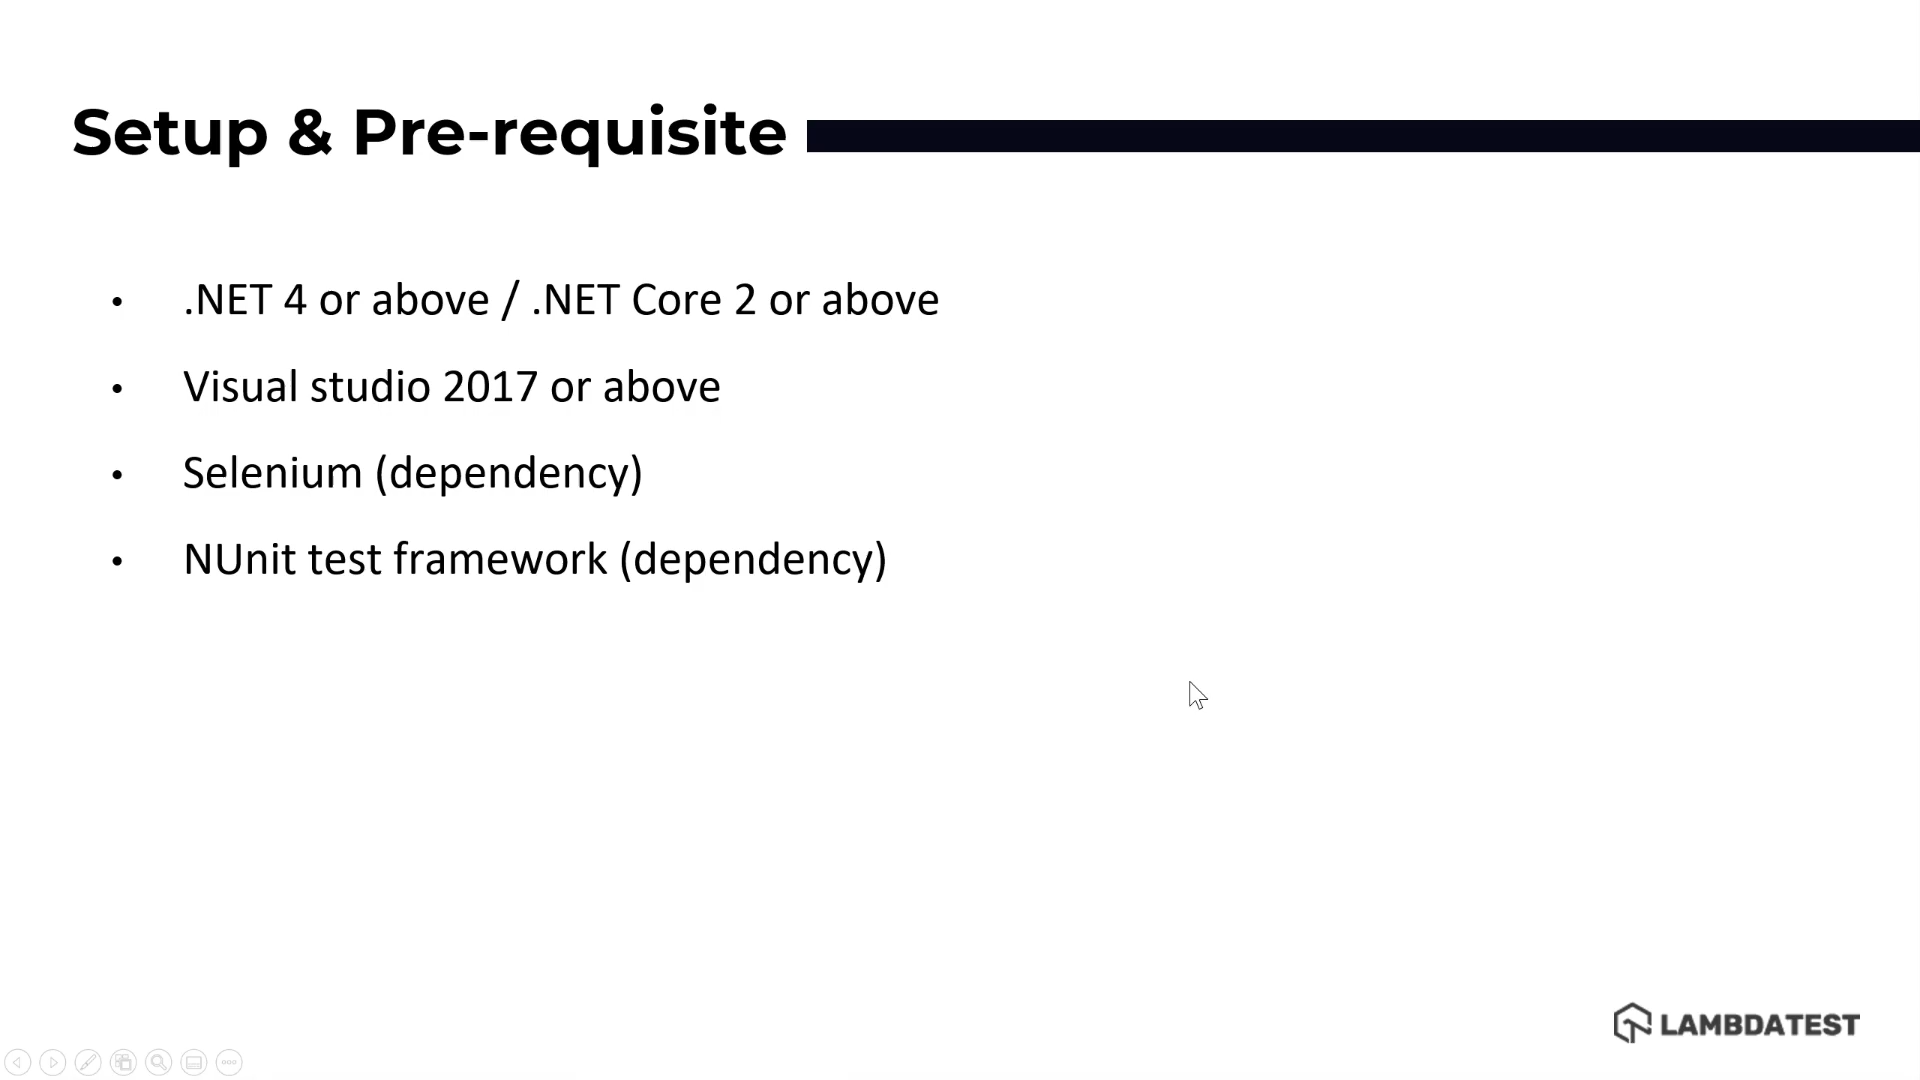 Setup & Pre-requisite
• .NET 4 or above / .NET Core 2 or above
• Visual studio 2017 or above
• Selenium (dependency)
• NUnit test framework (dependency)
LAMBDATEST